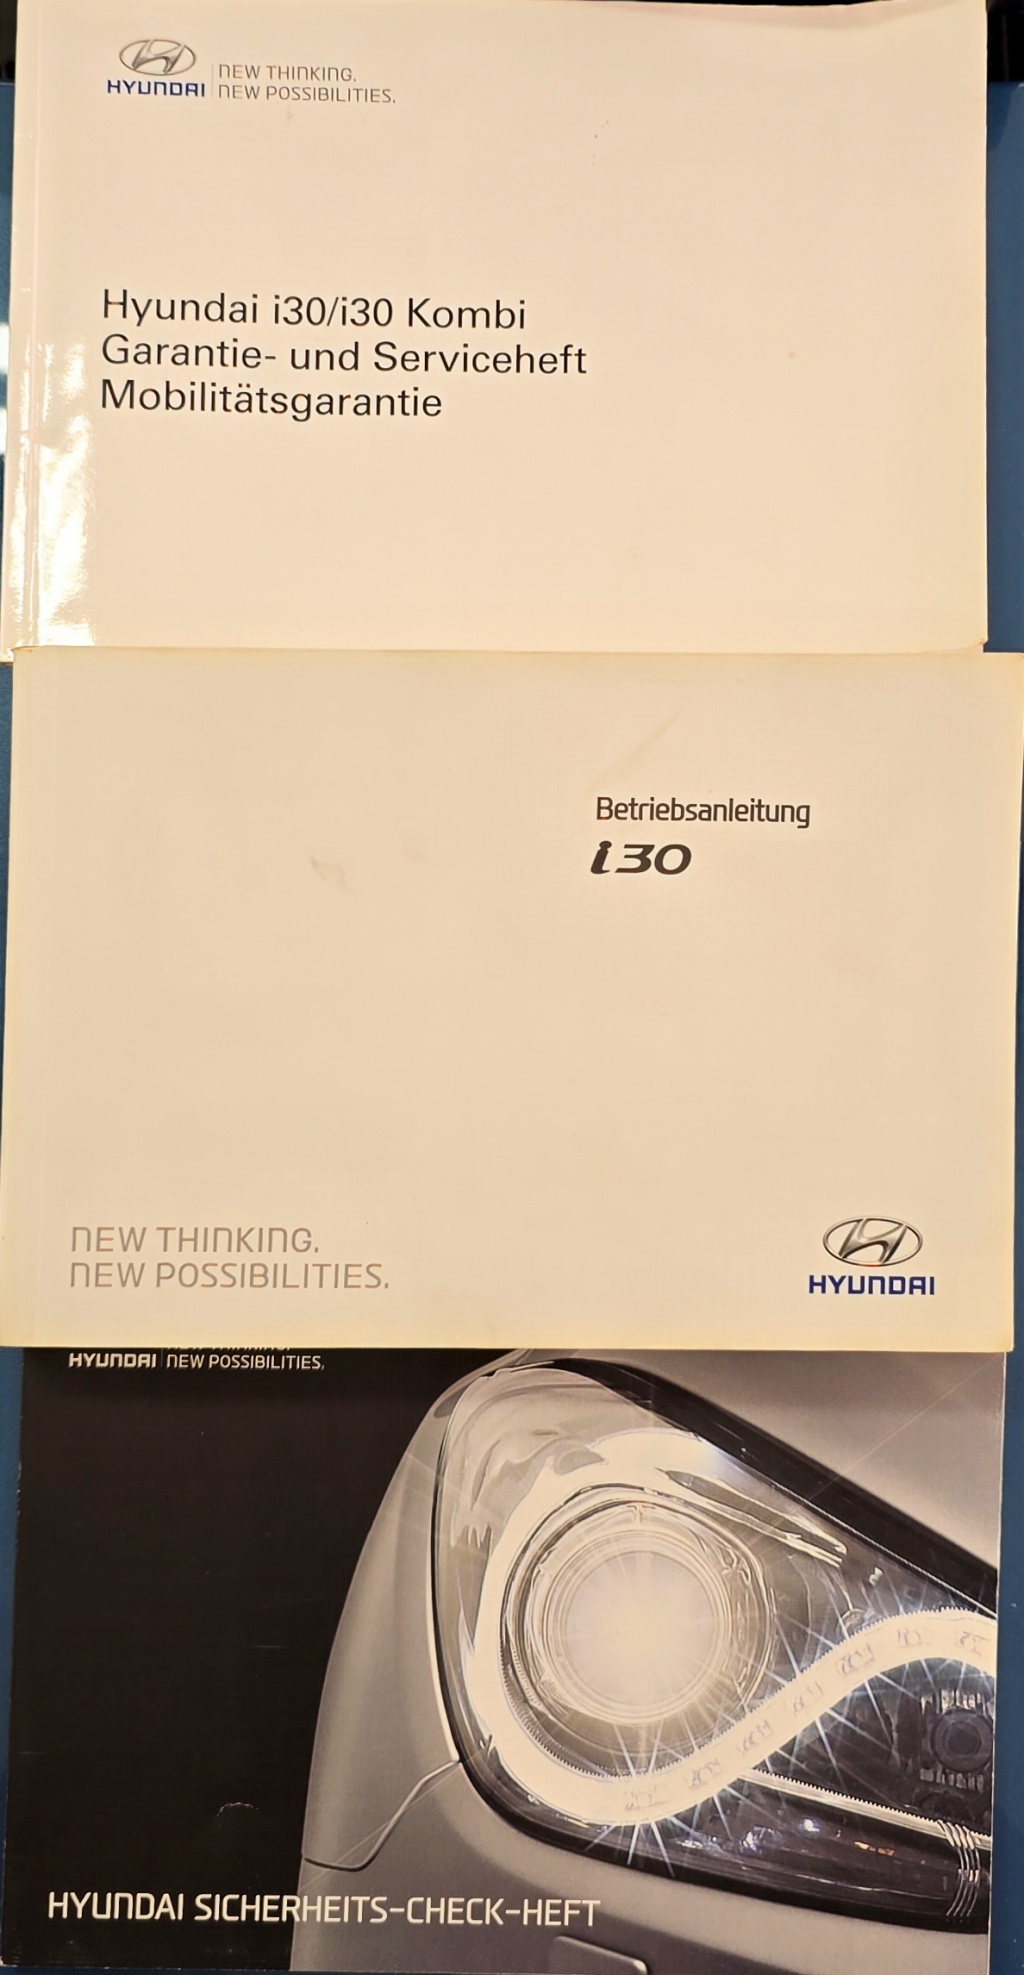 HYUNDAI
NEW THINKING.
NEW POSSIBILITIES.
Hyundai i30/i30 Kombi
Garantie- und Serviceheft
Mobilitätsgarantie
Betriebsanleitung
i30
NEW THINKING.
NEW POSSIBILITIES.
HYUNDAI
HYUNDAI
NEW POSSIBILITIES.
HYUNDAI SICHERHEITS-CHECK-HEFT